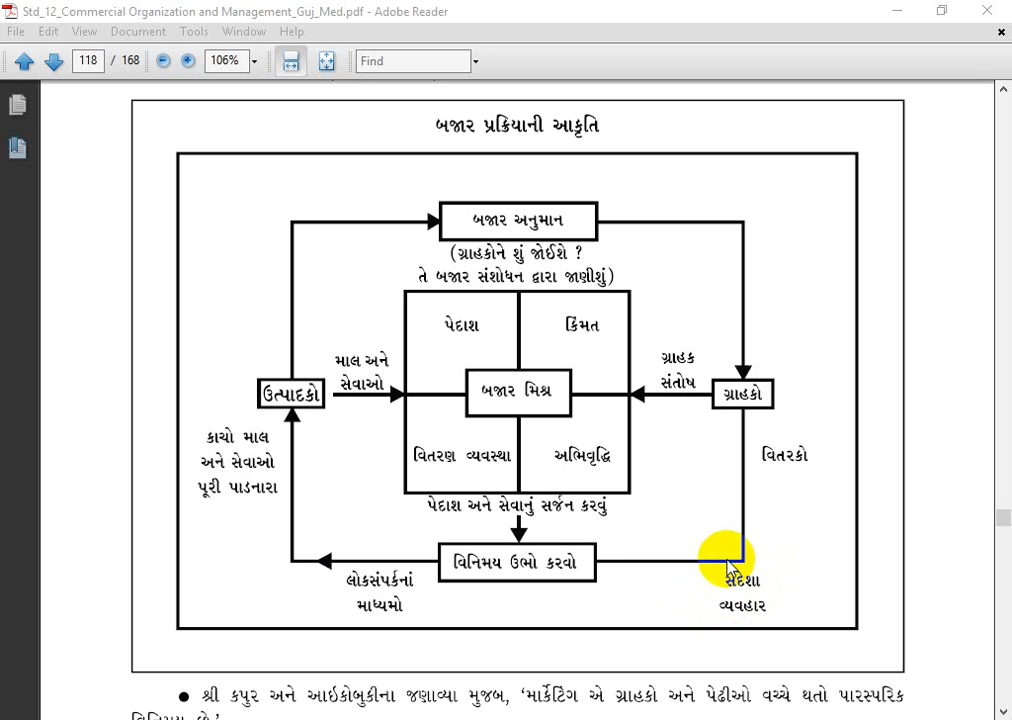 Std_12_Commercial Organization and Management_Guj_Med.pdf - Adobe Reader
File Edit View Document Tools Window Help
118 / 168 106% Find
બજાર પ્રક્રિયાની આકૃતિ
બજાર અનુમાન
(ગ્રાહકોને શું જોઈશે ?
તે બજાર સંશોધન દ્વારા જાણીશું)
પેદાશ
કિંમત
માલ અને
સેવાઓ
ગ્રાહક
સંતોષ
ઉત્પાદકો
બજાર મિશ્ર
ગ્રાહકો
કાચો માલ
અને સેવાઓ
પૂરી પાડનારા
વિતરણ વ્યવસ્થા
અભિવૃદ્ધિ
વિતરકો
પેદાશ અને સેવાનું સર્જન કરવું
વિનિમય ઉભો કરવો
લોકસંપર્કનાં
માધ્યમો
સંદેશા
વ્યવહાર
● શ્રી કપુર અને આઇકોબુકીના જણાવ્યા મુજબ, ‘માર્કેટિંગ એ ગ્રાહકો અને પેઢીઓ વચ્ચે થતો પારસ્પરિક
વિનિમય છે.’